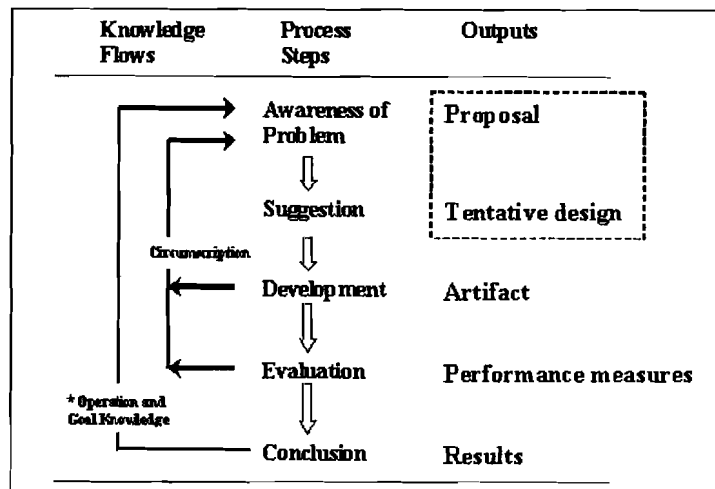 Knowledge Process Outputs
Flows Steps
Awareness of Proposal
Problem
Suggestion Tentative design
Circumscription
Development Artifact
Evaluation Performance measures
* Operation and
Goal Knowledge
Conclusion Results